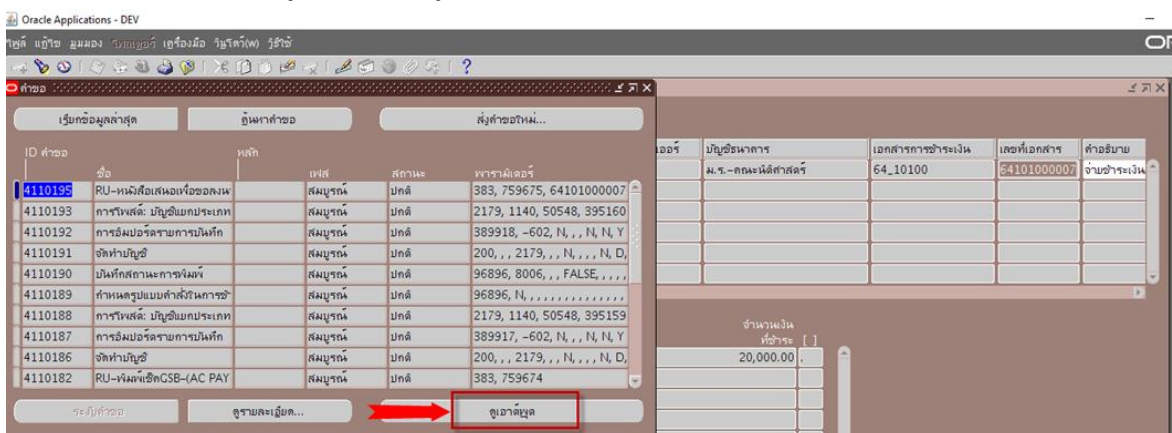 Oracle Applications - DEV
ไฟล์ แก้ไข มุมมอง โฟลเดอร์ เครื่องมือ วินโดว์(w) วิธีใช้
คำขอ
เรียกข้อมูลล่าสุด ค้นหาคำขอ ส่งคำขอใหม่...
ID คำขอ หลัก
ชื่อ เฟส สถานะ พารามิเตอร์
4110195 RU-หนังสือเสนอเพื่อขอลงน สมบูรณ์ ปกติ 383, 759675, 64101000007
4110193 การโพสต์: บัญชีแยกประเภท สมบูรณ์ ปกติ 2179, 1140, 50548, 395160
4110192 การอิมปอร์ตรายการบันทึก สมบูรณ์ ปกติ 389918, -602, N, , , N, N, Y
4110191 จัดทำบัญชี สมบูรณ์ ปกติ 200, , , 2179, , , N, , , , N, D,
4110190 บันทึกสถานะการพิมพ์ สมบูรณ์ ปกติ 96896, 8006, , , FALSE, , , , ,
4110189 กำหนดรูปแบบคำสั่งในการชำ สมบูรณ์ ปกติ 96896, N, , , , , , , , , , , , , , ,
4110188 การโพสต์: บัญชีแยกประเภท สมบูรณ์ ปกติ 2179, 1140, 50548, 395159
4110187 การอิมปอร์ตรายการบันทึก สมบูรณ์ ปกติ 389917, -602, N, , , N, N, Y
4110186 จัดทำบัญชี สมบูรณ์ ปกติ 200, , , 2179, , , N, , , , N, D,
4110182 RU-พิมพ์เช็คGSB-(AC PAY สมบูรณ์ ปกติ 383, 759674
ระงับคำขอ ดูรายละเอียด... ดูเอาต์พุต
เออร์ บัญชีธนาคาร เอกสารการชำระเงิน เลขที่เอกสาร คำอธิบาย
ม.ร.-คณะนิติศาสตร์ 64_10100 64101000007 จ่ายชำระเงิน
จำนวนเงิน
ที่ชำระ [ ]
20,000.00 .